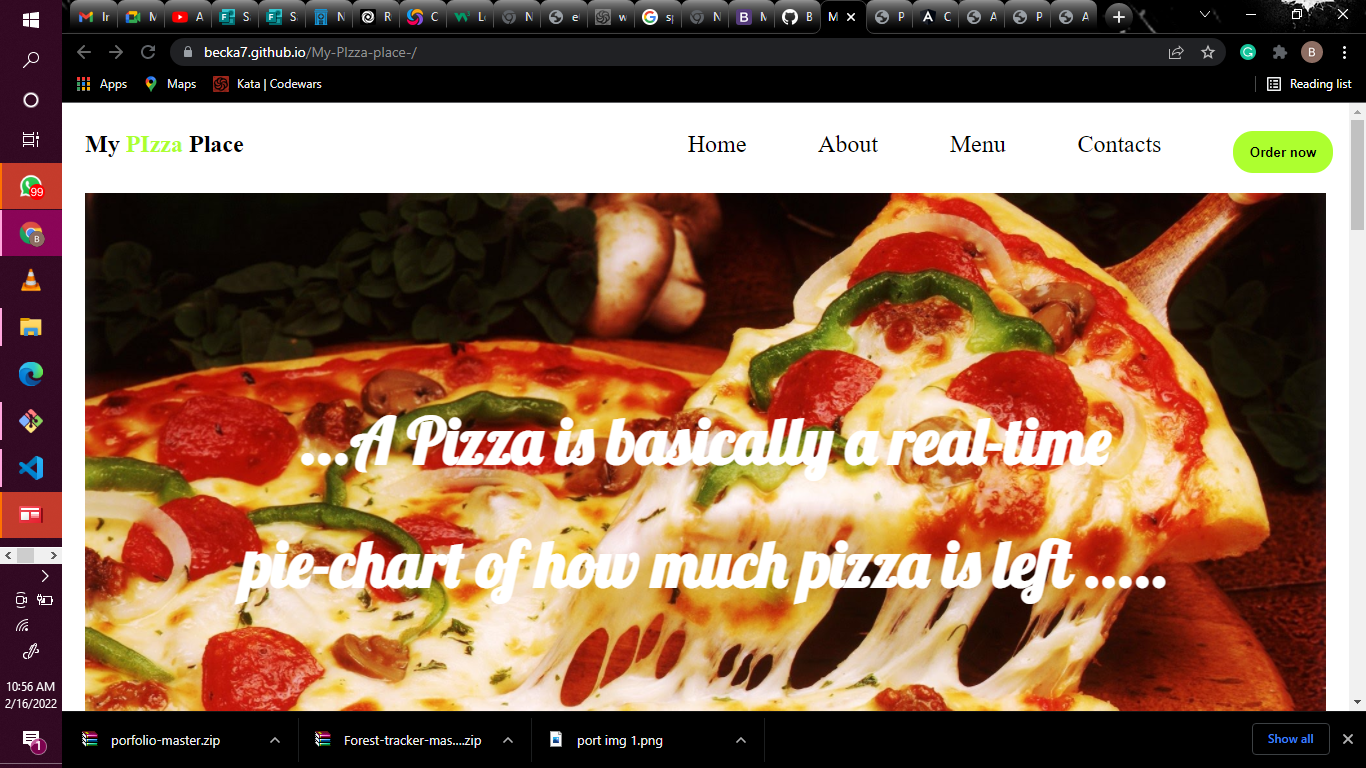 becka7.github.io/My-PIzza-place-/
B
Apps
Maps
Kata | Codewars
Reading list
My PIzza Place
Home
About
Menu
Contacts
Order now
...A Pizza is basically a real-time
pie-chart of how much pizza is left .....
99
10:56 AM
2/16/2022
1
porfolio-master.zip
Forest-tracker-mas....zip
port img 1.png
Show all